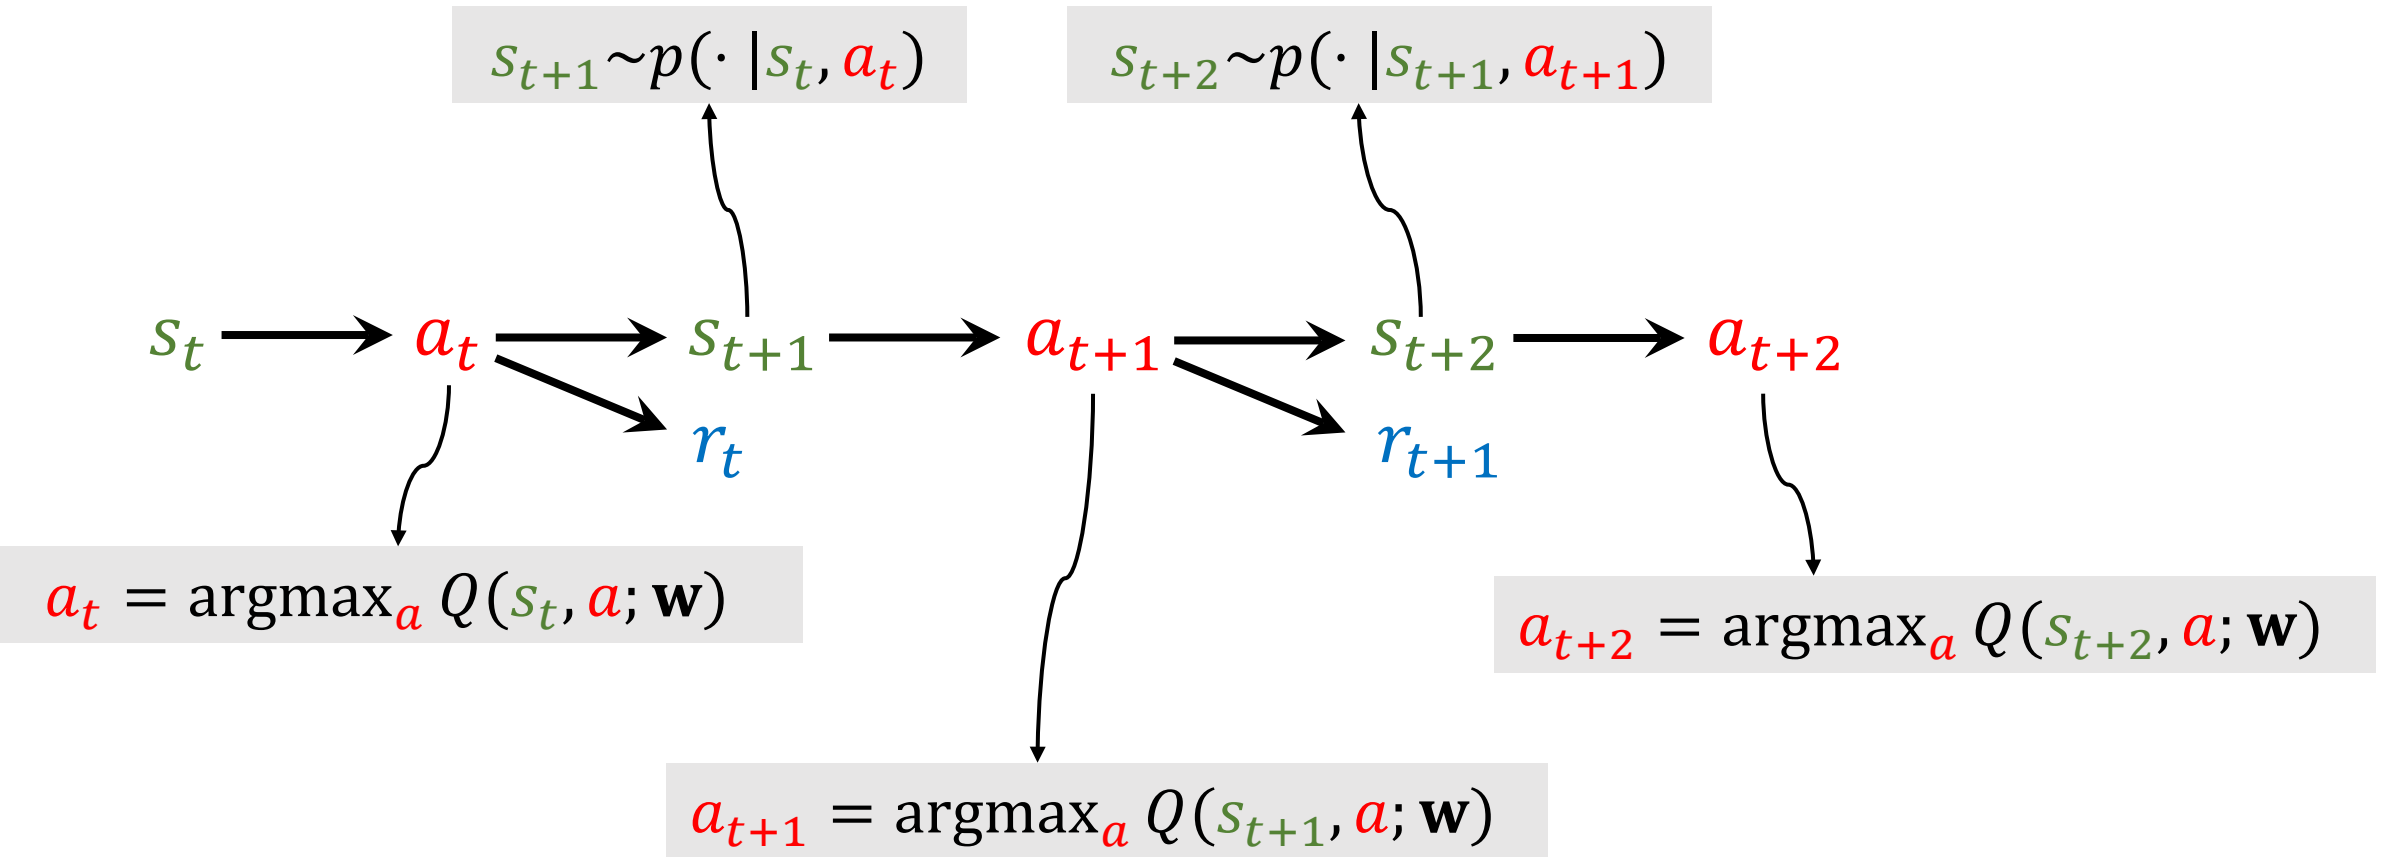 s_{t+1}~p(· |s_t, a_t)
s_{t+2}~p(· |s_{t+1}, a_{t+1})
s_t a_t s_{t+1} a_{t+1} s_{t+2} a_{t+2}
r_t r_{t+1}
a_t = argmax_a Q(s_t, a; w)
a_{t+2} = argmax_a Q(s_{t+2}, a; w)
a_{t+1} = argmax_a Q(s_{t+1}, a; w)